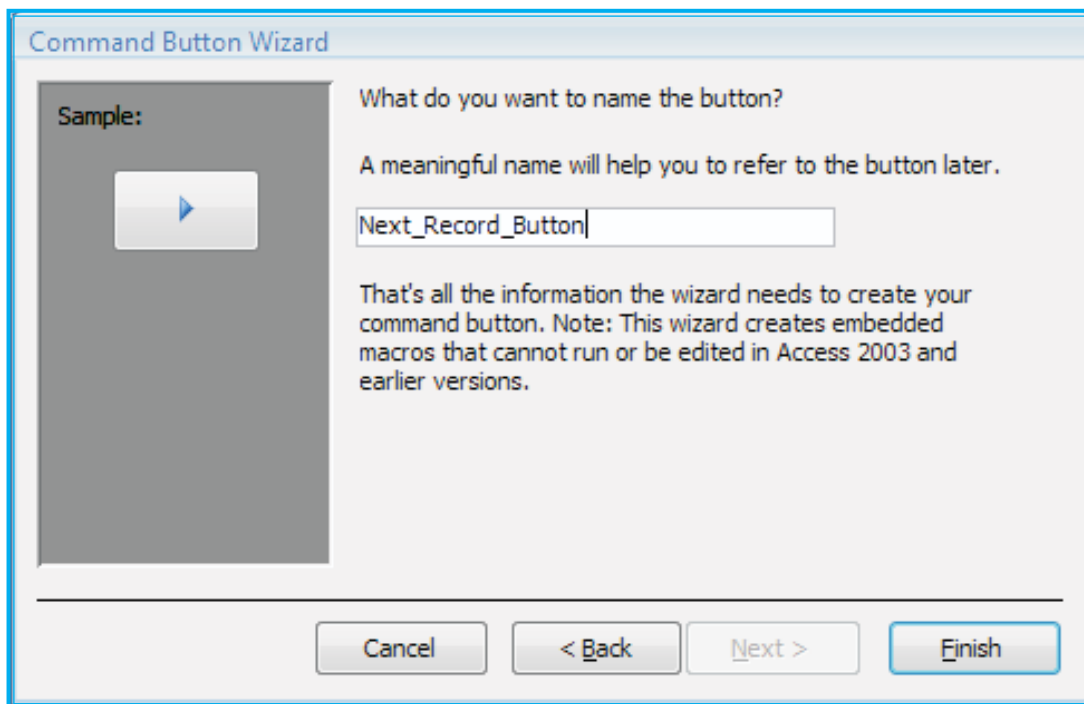 Command Button Wizard
Sample:
What do you want to name the button?
A meaningful name will help you to refer to the button later.
Next_Record_Button
That's all the information the wizard needs to create your
command button. Note: This wizard creates embedded
macros that cannot run or be edited in Access 2003 and
earlier versions.
Cancel
< Back
Next >
Finish